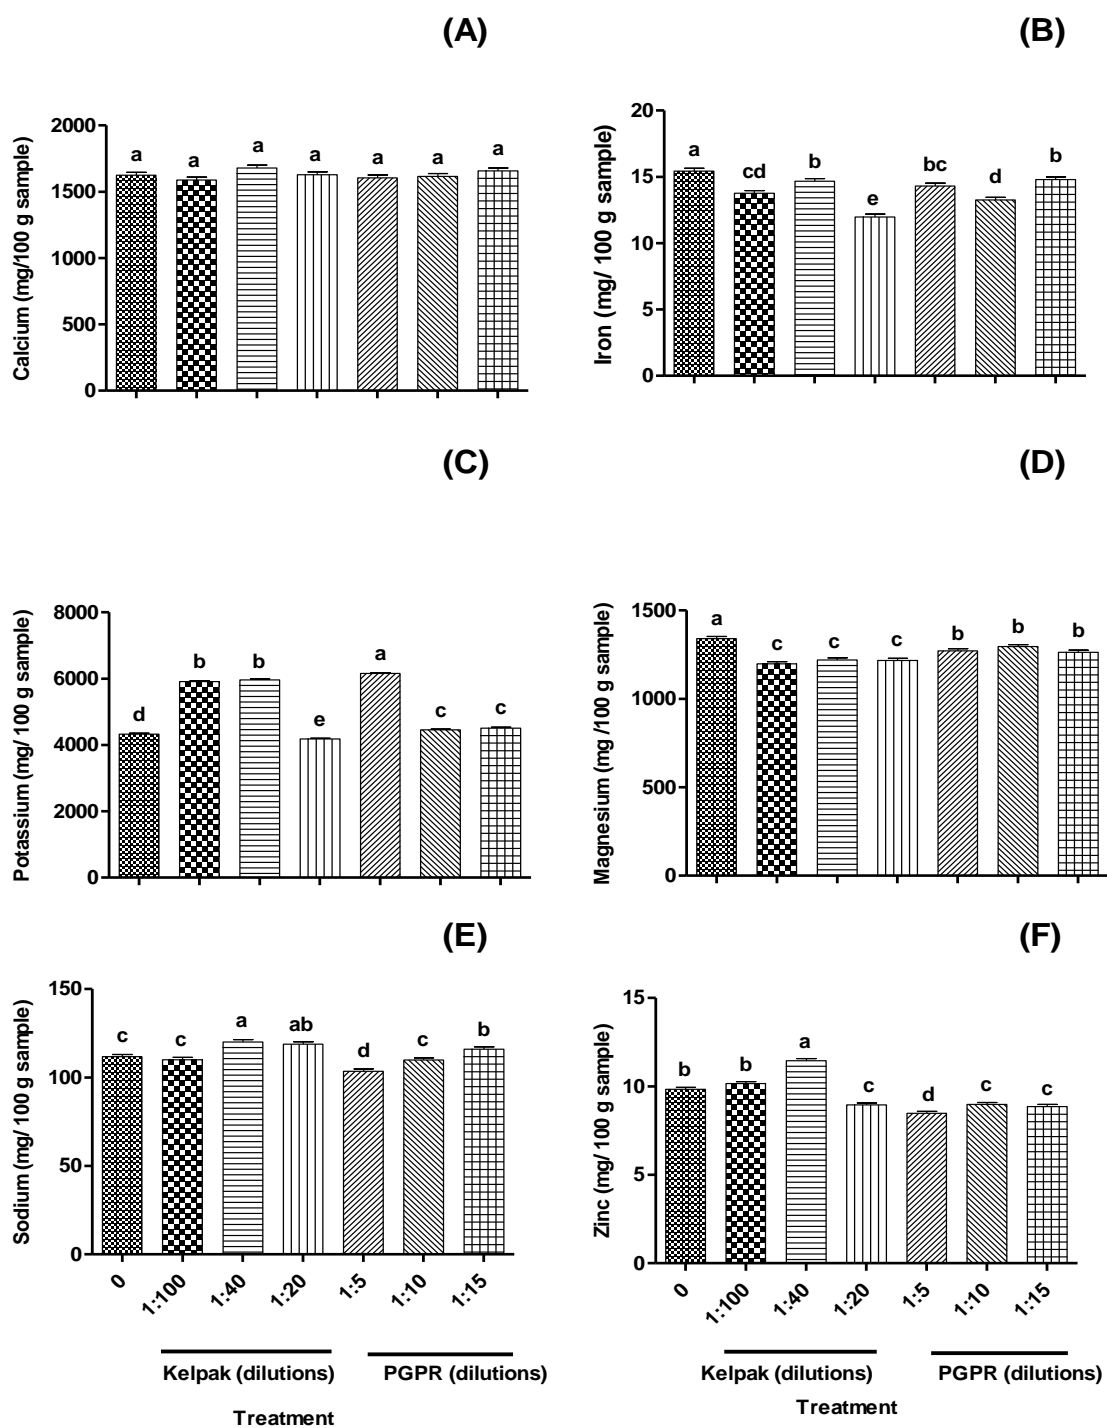 (A)
Calcium (mg/100 g sample)
2000
1500
1000
500
0
a a a a a a a
(B)
Iron (mg/ 100 g sample)
20
15
10
5
0
a cd b e bc d b
(C)
Potassium (mg/ 100 g sample)
8000
6000
4000
2000
0
d b b e a c c
(D)
Magnesium (mg /100 g sample)
1500
1000
500
0
a c c c b b b
(E)
Sodium (mg/ 100 g sample)
150
100
50
0
c c a ab d c b
0 1:100 1:40 1:20 1:5 1:10 1:15
Kelpak (dilutions) PGPR (dilutions)
Treatment
(F)
Zinc (mg/ 100 g sample)
15
10
5
0
b b a c d c c
0 1:100 1:40 1:20 1:5 1:10 1:15
Kelpak (dilutions) PGPR (dilutions)
Treatment